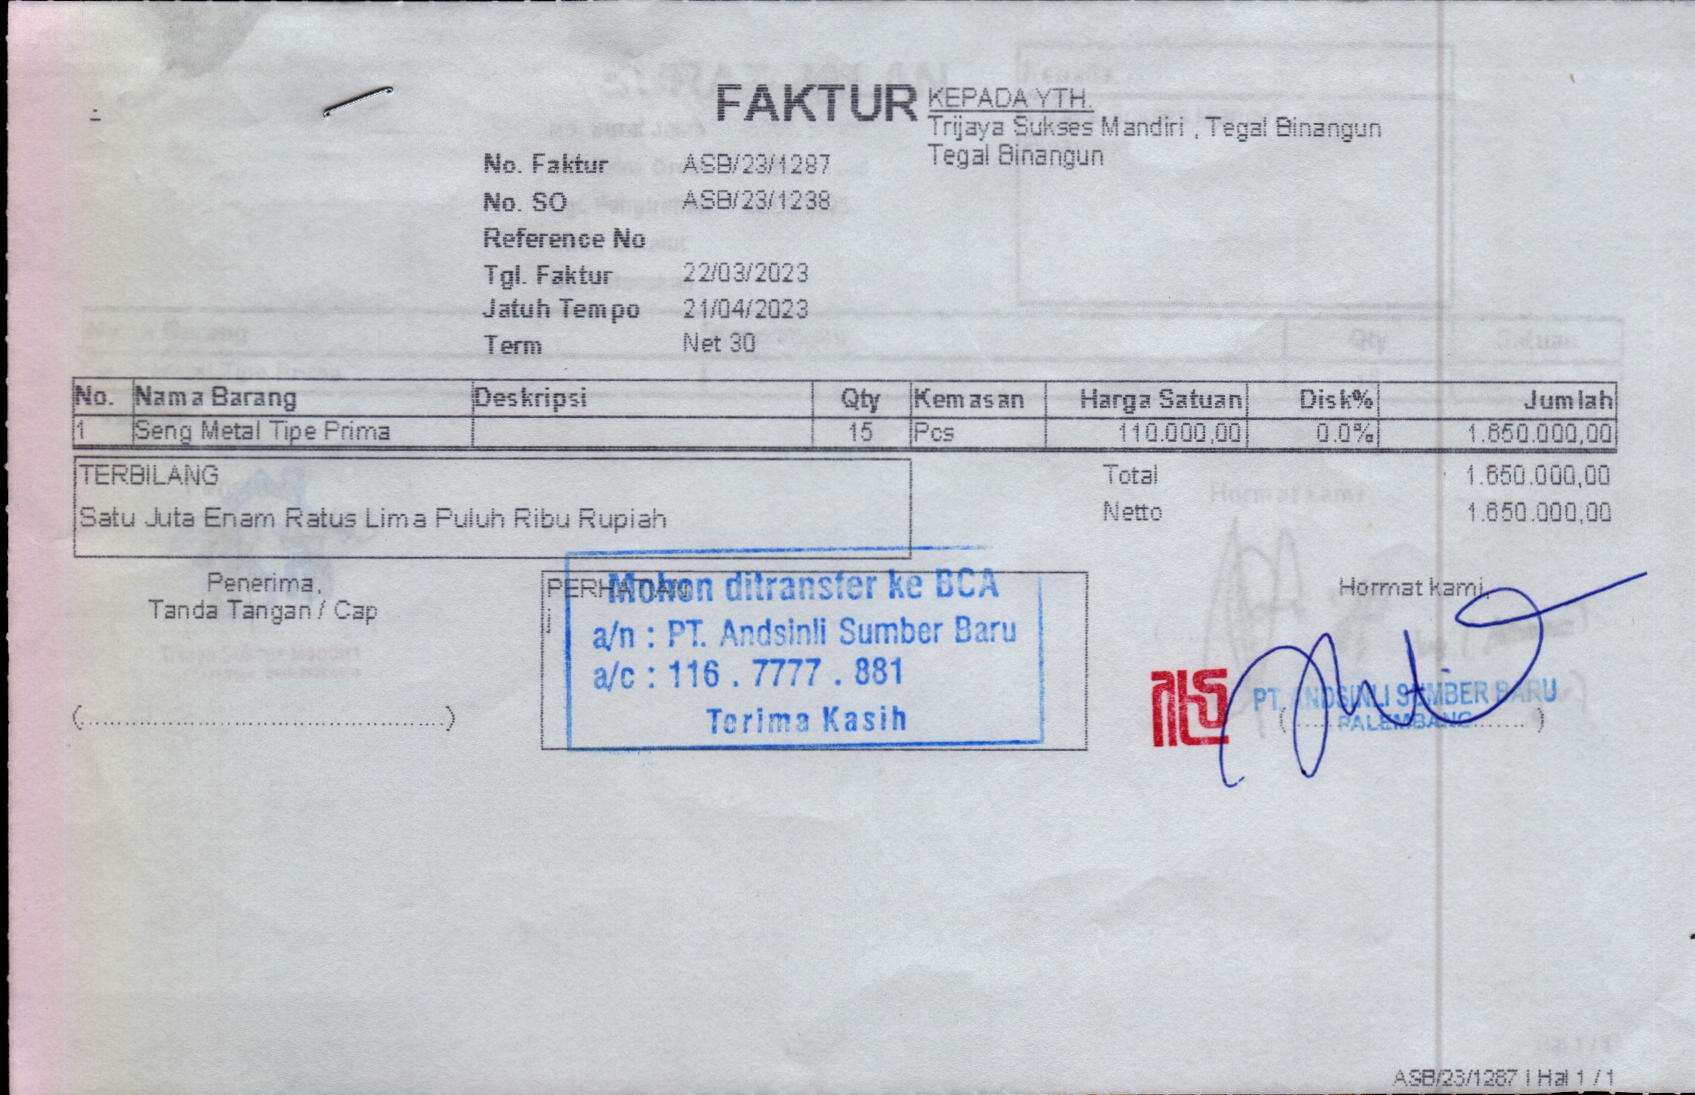 FAKTUR
KEPADA YTH.
Trijaya Sukses Mandiri , Tegal Binangun
Tegal Binangun
No. Faktur ASB/23/1287
No. SO ASB/23/1238
Reference No
Tgl. Faktur 22/03/2023
Jatuh Tempo 21/04/2023
Term Net 30
No. Nama Barang Deskripsi Qty Kemasan Harga Satuan Disk% Jumlah
1 Seng Metal Tipe Prima 15 Pcs 110.000,00 0.0% 1.650.000,00
TERBILANG
Satu Juta Enam Ratus Lima Puluh Ribu Rupiah
Total 1.650.000,00
Netto 1.650.000,00
Penerima,
Tanda Tangan / Cap
(........................................................)
PERHATIAN
Mohon ditransfer ke BCA
a/n : PT. Andsinli Sumber Baru
a/c : 116 . 7777 . 881
Terima Kasih
Hormat kami,
PT. ANDSINLI SUMBER BARU
PALEMBANG
ASB/23/1287 | Hal 1 / 1